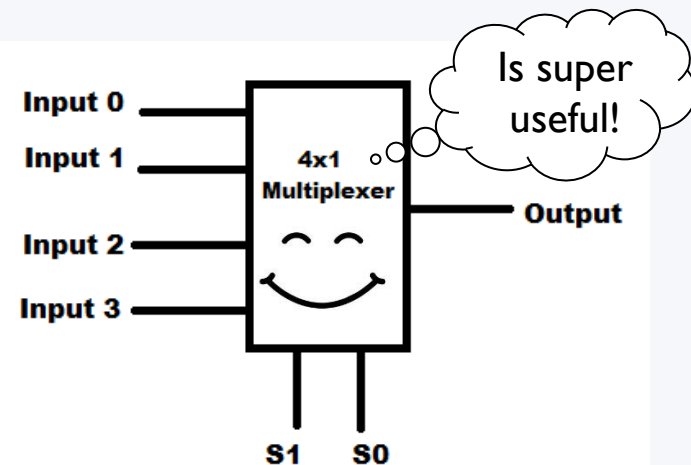 Is super
useful!
Input 0
Input 1
4x1
Multiplexer
Output
Input 2
Input 3
S1 S0